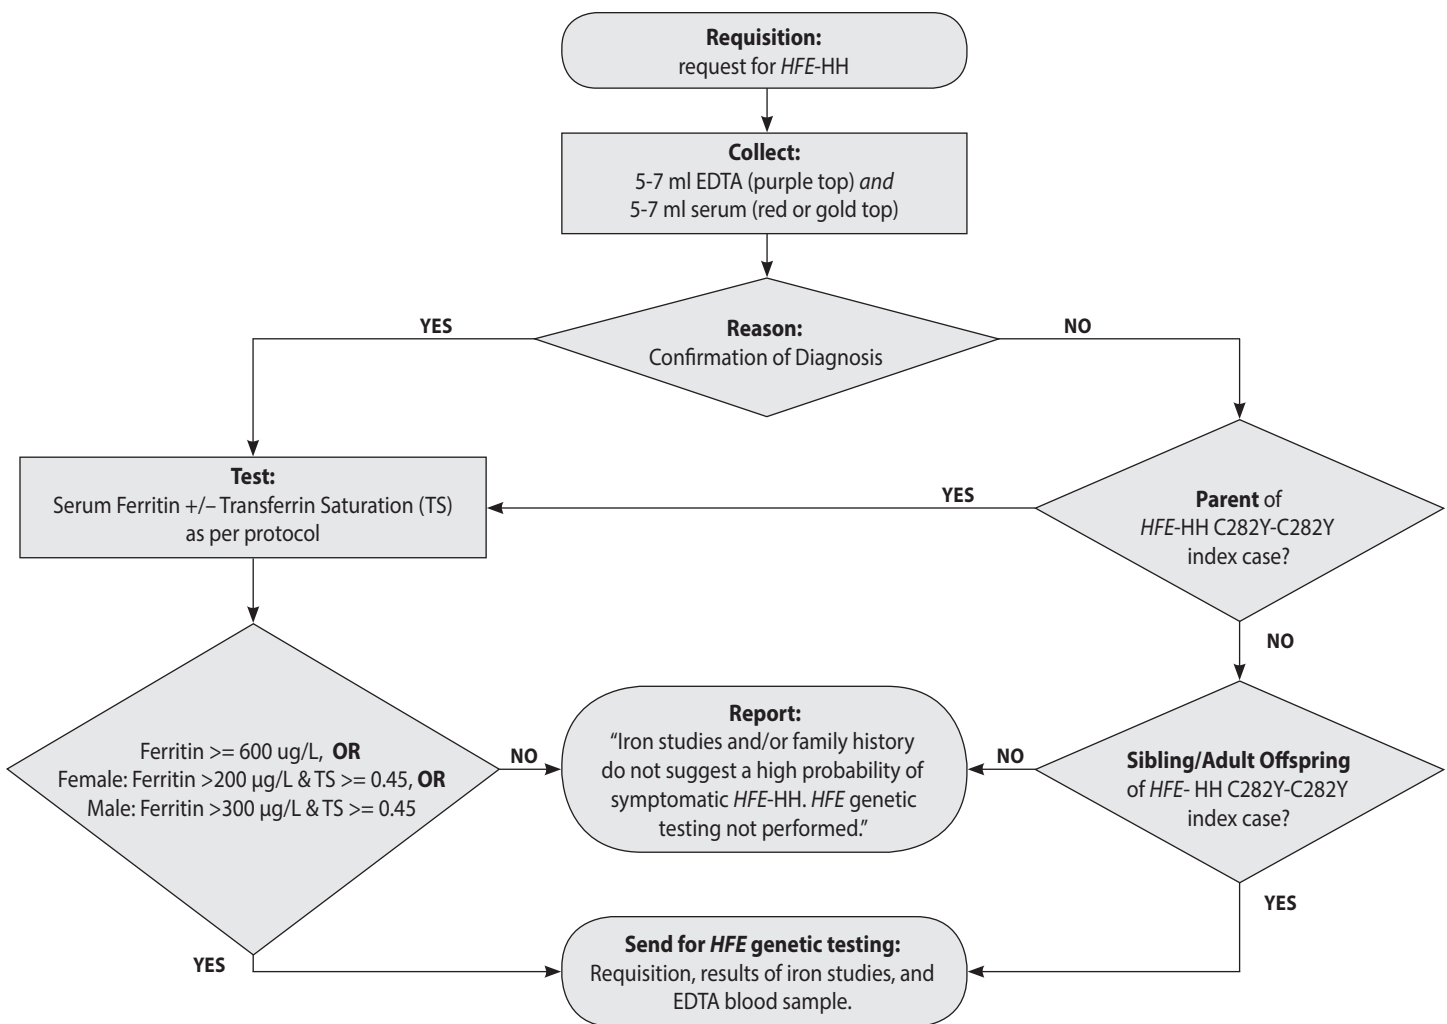 Requisition:
request for HFE-HH
Collect:
5-7 ml EDTA (purple top) and
5-7 ml serum (red or gold top)
YES
Reason:
Confirmation of Diagnosis
NO
Test:
Serum Ferritin +/– Transferrin Saturation (TS)
as per protocol
YES
Parent of
HFE-HH C282Y-C282Y
index case?
NO
Ferritin >= 600 ug/L, OR
Female: Ferritin >200 µg/L & TS >= 0.45, OR
Male: Ferritin >300 µg/L & TS >= 0.45
NO
Report:
“Iron studies and/or family history
do not suggest a high probability of
symptomatic HFE-HH. HFE genetic
testing not performed.”
NO
Sibling/Adult Offspring
of HFE- HH C282Y-C282Y
index case?
YES
YES
Send for HFE genetic testing:
Requisition, results of iron studies, and
EDTA blood sample.